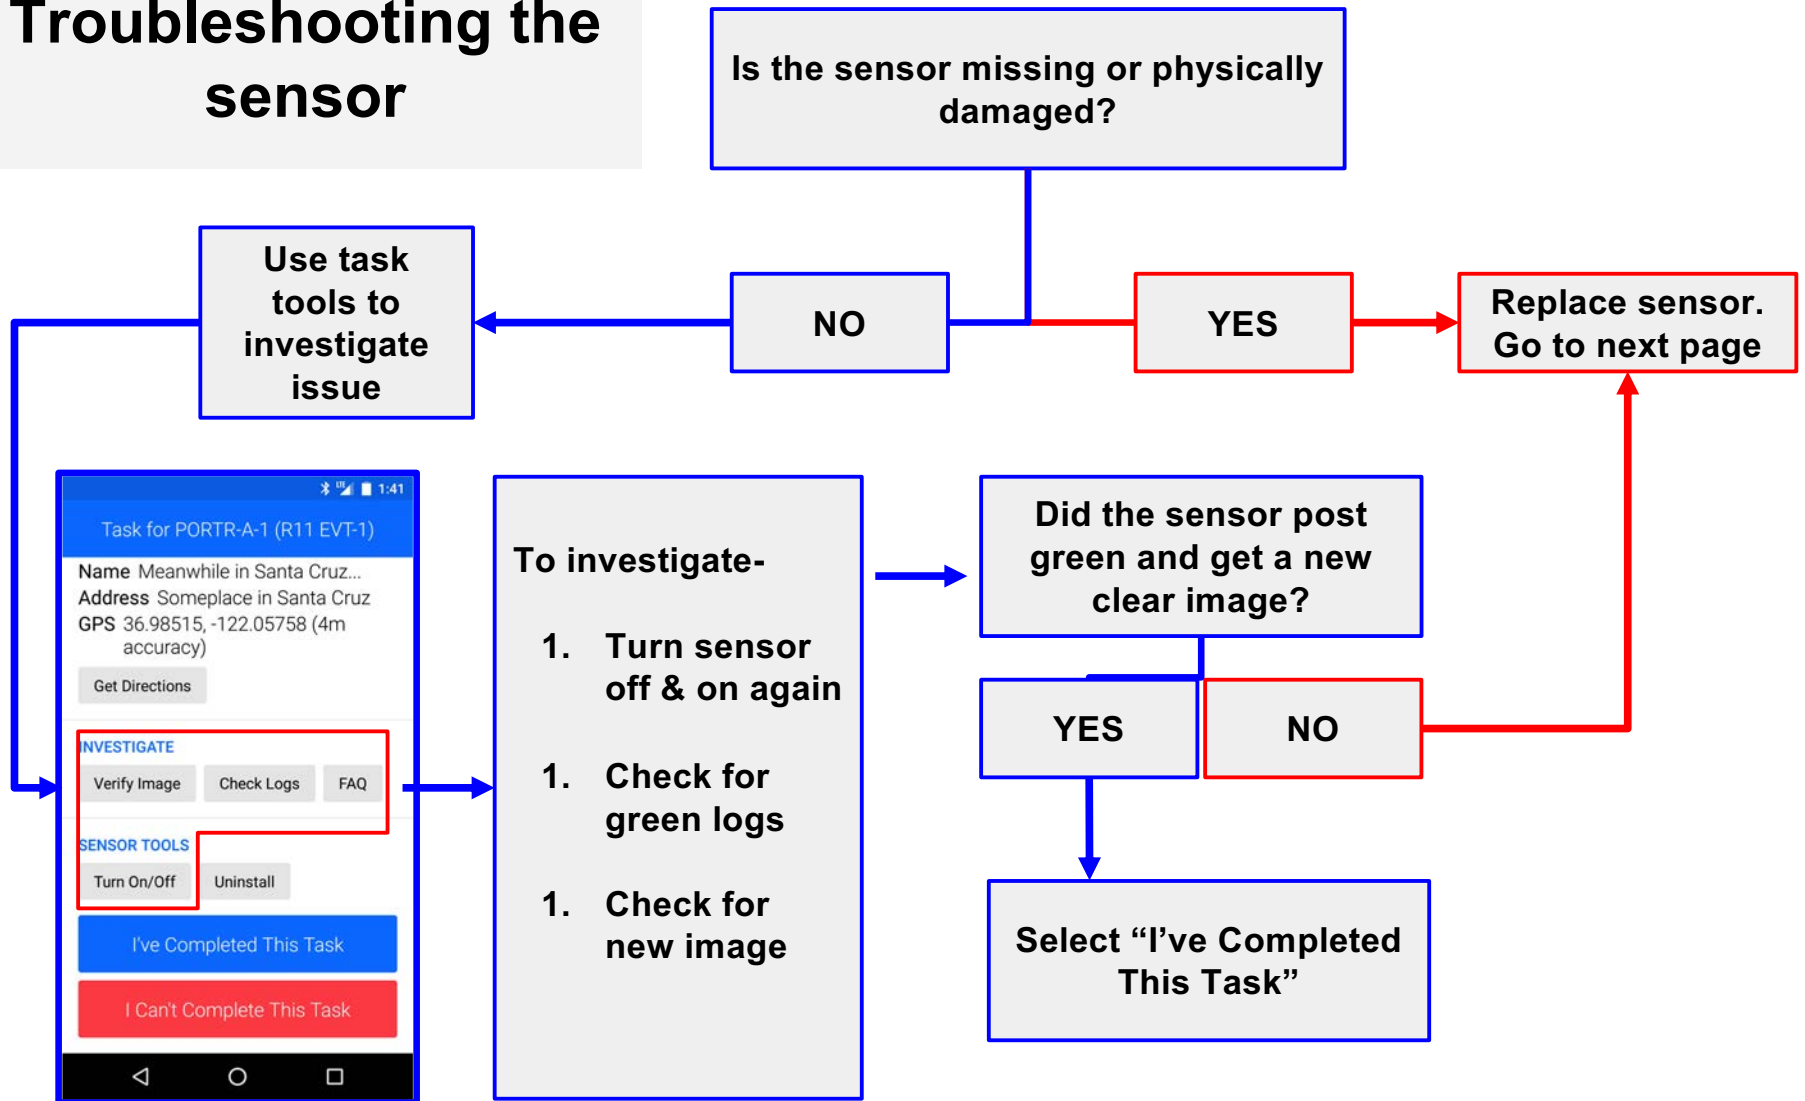 Troubleshooting the
sensor
Is the sensor missing or physically
damaged?
Use task
tools to
investigate
issue
NO
YES
Replace sensor.
Go to next page
1:41
Task for PORTR-A-1 (R11 EVT-1)
Name Meanwhile in Santa Cruz...
Address Someplace in Santa Cruz
GPS 36.98515, -122.05758 (4m
accuracy)
Get Directions
INVESTIGATE
Verify Image Check Logs FAQ
SENSOR TOOLS
Turn On/Off Uninstall
I've Completed This Task
I Can't Complete This Task
To investigate-
1. Turn sensor
off & on again
1. Check for
green logs
1. Check for
new image
Did the sensor post
green and get a new
clear image?
YES
NO
Select “I’ve Completed
This Task”